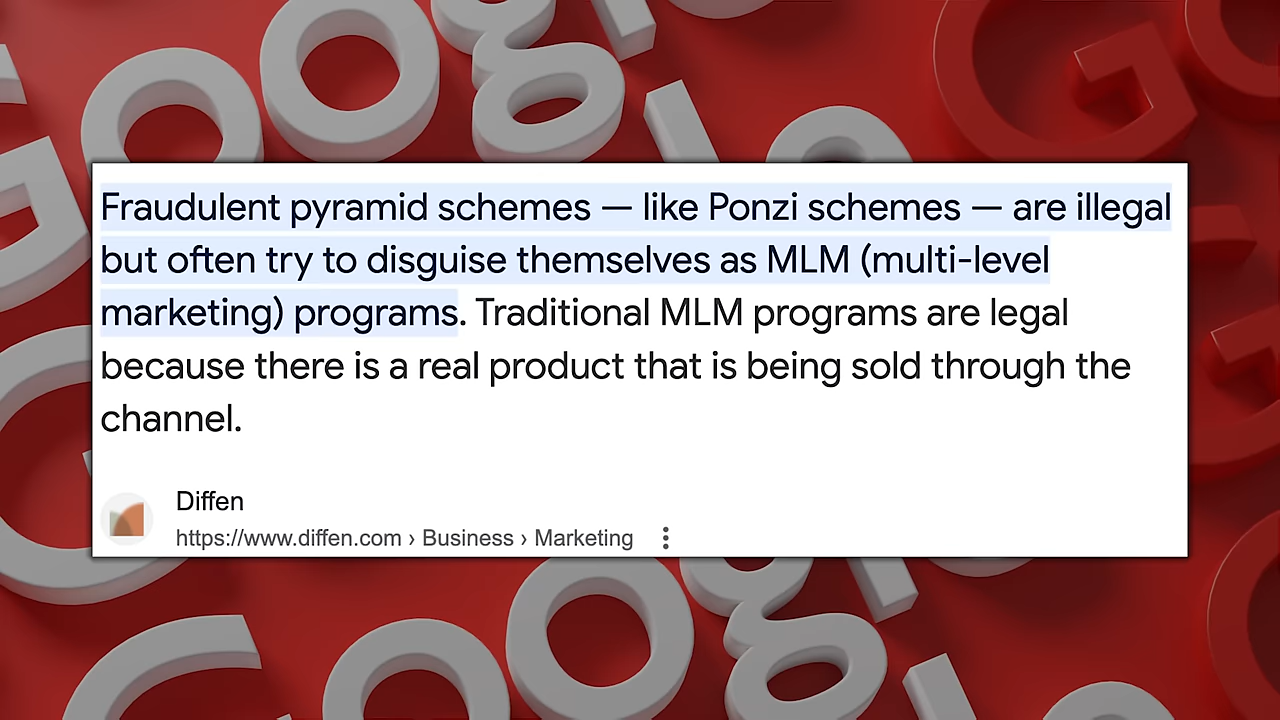 Google
Fraudulent pyramid schemes — like Ponzi schemes — are illegal
but often try to disguise themselves as MLM (multi-level
marketing) programs. Traditional MLM programs are legal
because there is a real product that is being sold through the
channel.
Diffen
https://www.diffen.com › Business › Marketing
Google